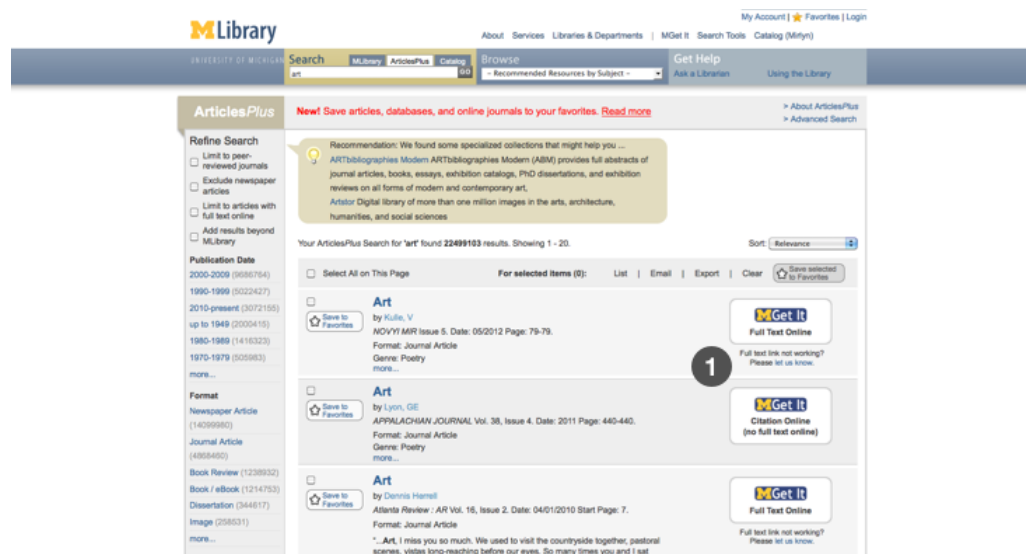 My Account | Favorites | Login
MLibrary
About Services Libraries & Departments | MGet It Search Tools Catalog (Mirlyn)
UNIVERSITY OF MICHIGAN
Search MLibrary ArticlesPlus Catalog
art GO
Browse
- Recommended Resources by Subject -
Get Help
Ask a Librarian Using the Library
ArticlesPlus
New! Save articles, databases, and online journals to your favorites. Read more
> About ArticlesPlus
> Advanced Search
Refine Search
Limit to peer-
reviewed journals
Exclude newspaper
articles
Limit to articles with
full text online
Add results beyond
MLibrary
Publication Date
2000-2009 (9686764)
1990-1999 (5022427)
2010-present (3072155)
up to 1949 (2000415)
1980-1989 (1416323)
1970-1979 (505983)
more...
Format
Newspaper Article
(14099980)
Journal Article
(4868460)
Book Review (1238932)
Book / eBook (1214753)
Dissertation (344617)
Image (258631)
more...
Recommendation: We found some specialized collections that might help you ...
ARTbibliographies Modern ARTbibliographies Modern (ABM) provides full abstracts of
journal articles, books, essays, exhibition catalogs, PhD dissertations, and exhibition
reviews on all forms of modern and contemporary art,
Artstor Digital library of more than one million images in the arts, architecture,
humanities, and social sciences
Your ArticlesPlus Search for 'art' found 22499103 results. Showing 1 - 20.
Sort: Relevance
Select All on This Page
For selected items (0): List | Email | Export | Clear
Save selected
to Favorites
Art
Save to
Favorites
by Kulle, V
NOVYI MIR Issue 5. Date: 05/2012 Page: 79-79.
Format: Journal Article
Genre: Poetry
more...
MGet It
Full Text Online
Full text link not working?
Please let us know.
1
Art
Save to
Favorites
by Lyon, GE
APPALACHIAN JOURNAL Vol. 38, Issue 4. Date: 2011 Page: 440-440.
Format: Journal Article
Genre: Poetry
more...
MGet It
Citation Online
(no full text online)
Art
Save to
Favorites
by Dennis Harrell
Atlanta Review : AR Vol. 16, Issue 2. Date: 04/01/2010 Start Page: 7.
Format: Journal Article
"...Art, I miss you so much. We used to visit the countryside together, pastoral
scenes, vistas long-reaching before our eyes. So many times you and I sat
MGet It
Full Text Online
Full text link not working?
Please let us know.